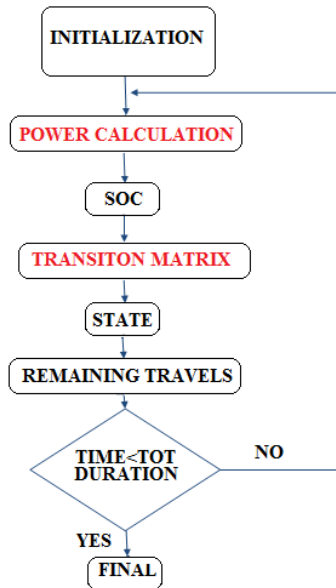 INITIALIZATION
POWER CALCULATION
SOC
TRANSITON MATRIX
STATE
REMAINING TRAVELS
TIME<TOT
DURATION
NO
YES
FINAL